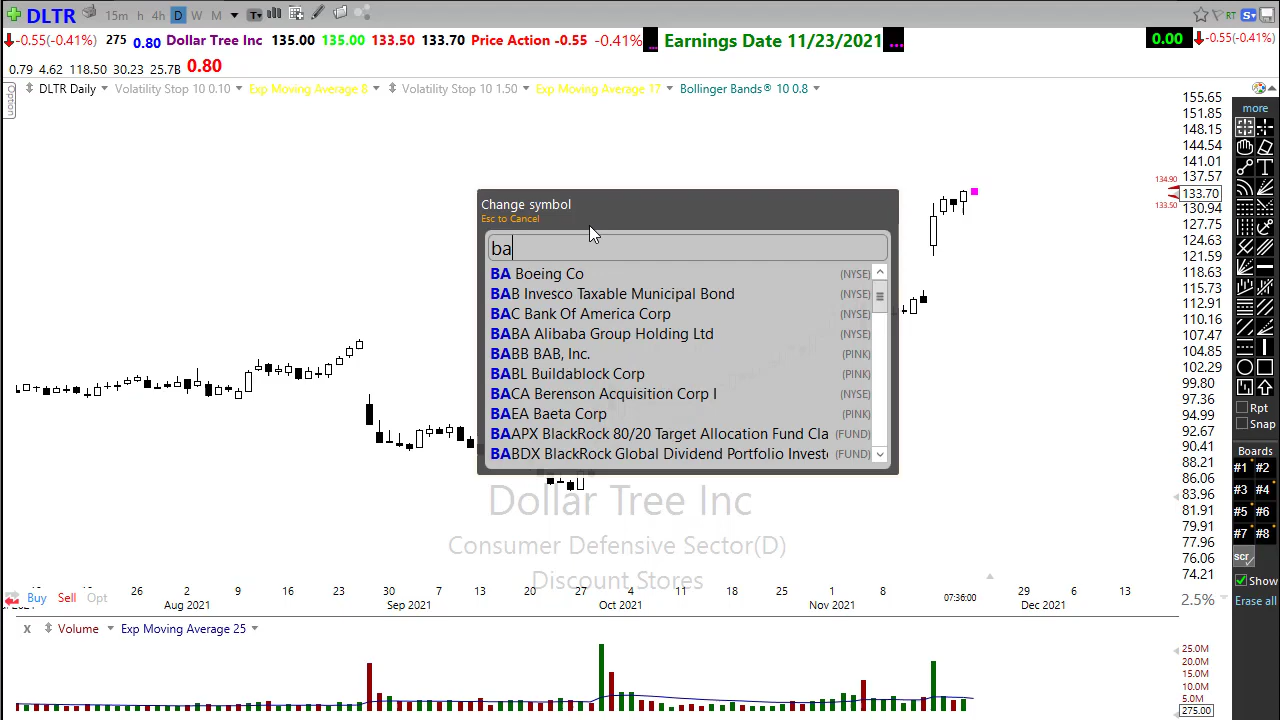 DLTR 15m h 4h D W M T RT S
-0.55(-0.41%) 275 0.80 Dollar Tree Inc 135.00 135.00 133.50 133.70 Price Action -0.55 -0.41% ... Earnings Date 11/23/2021 ... 0.00 -0.55(-0.41%)
0.79 4.62 118.50 30.23 25.7B 0.80
Option
DLTR Daily Volatility Stop 10 0.10 Exp Moving Average 8 Volatility Stop 10 1.50 Exp Moving Average 17 Bollinger Bands® 10 0.8
Change symbol
Esc to Cancel
ba
BA Boeing Co (NYSE)
BAB Invesco Taxable Municipal Bond (NYSE)
BAC Bank Of America Corp (NYSE)
BABA Alibaba Group Holding Ltd (NYSE)
BABB BAB, Inc. (PINK)
BABL Buildablock Corp (PINK)
BACA Berenson Acquisition Corp I (NYSE)
BAEA Baeta Corp (PINK)
BAAPX BlackRock 80/20 Target Allocation Fund Cla (FUND)
BABDX BlackRock Global Dividend Portfolio Investo (FUND)
Dollar Tree Inc
Consumer Defensive Sector(D)
Discount Stores
155.65
151.85
148.15
144.54
141.01
137.57
134.90
133.70
133.50
130.94
127.75
124.63
121.59
118.63
115.73
112.91
110.16
107.47
104.85
102.29
99.80
97.36
94.99
92.67
90.41
88.21
86.06
83.96
81.91
79.91
77.96
76.06
74.21
2.5%
more
T
Rpt
Snap
Boards
#1 #2
#3 #4
#5 #6
#7 #8
scr
Show
Erase all
Buy Sell Opt
26 2 9 16 23 30 7 13 20 27 4 11 18 25 1 8 29 6 13
Aug 2021 Sep 2021 Oct 2021 Nov 2021 07:36:00 Dec 2021
X Volume Exp Moving Average 25
25.0M
20.0M
15.0M
10.0M
5.0M
275.00